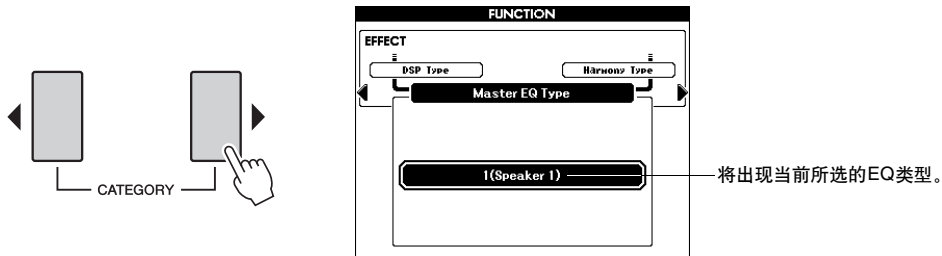 CATEGORY
FUNCTION
EFFECT
DSP Type
Harmony Type
Master EQ Type
1(Speaker 1)
将出现当前所选的EQ类型。